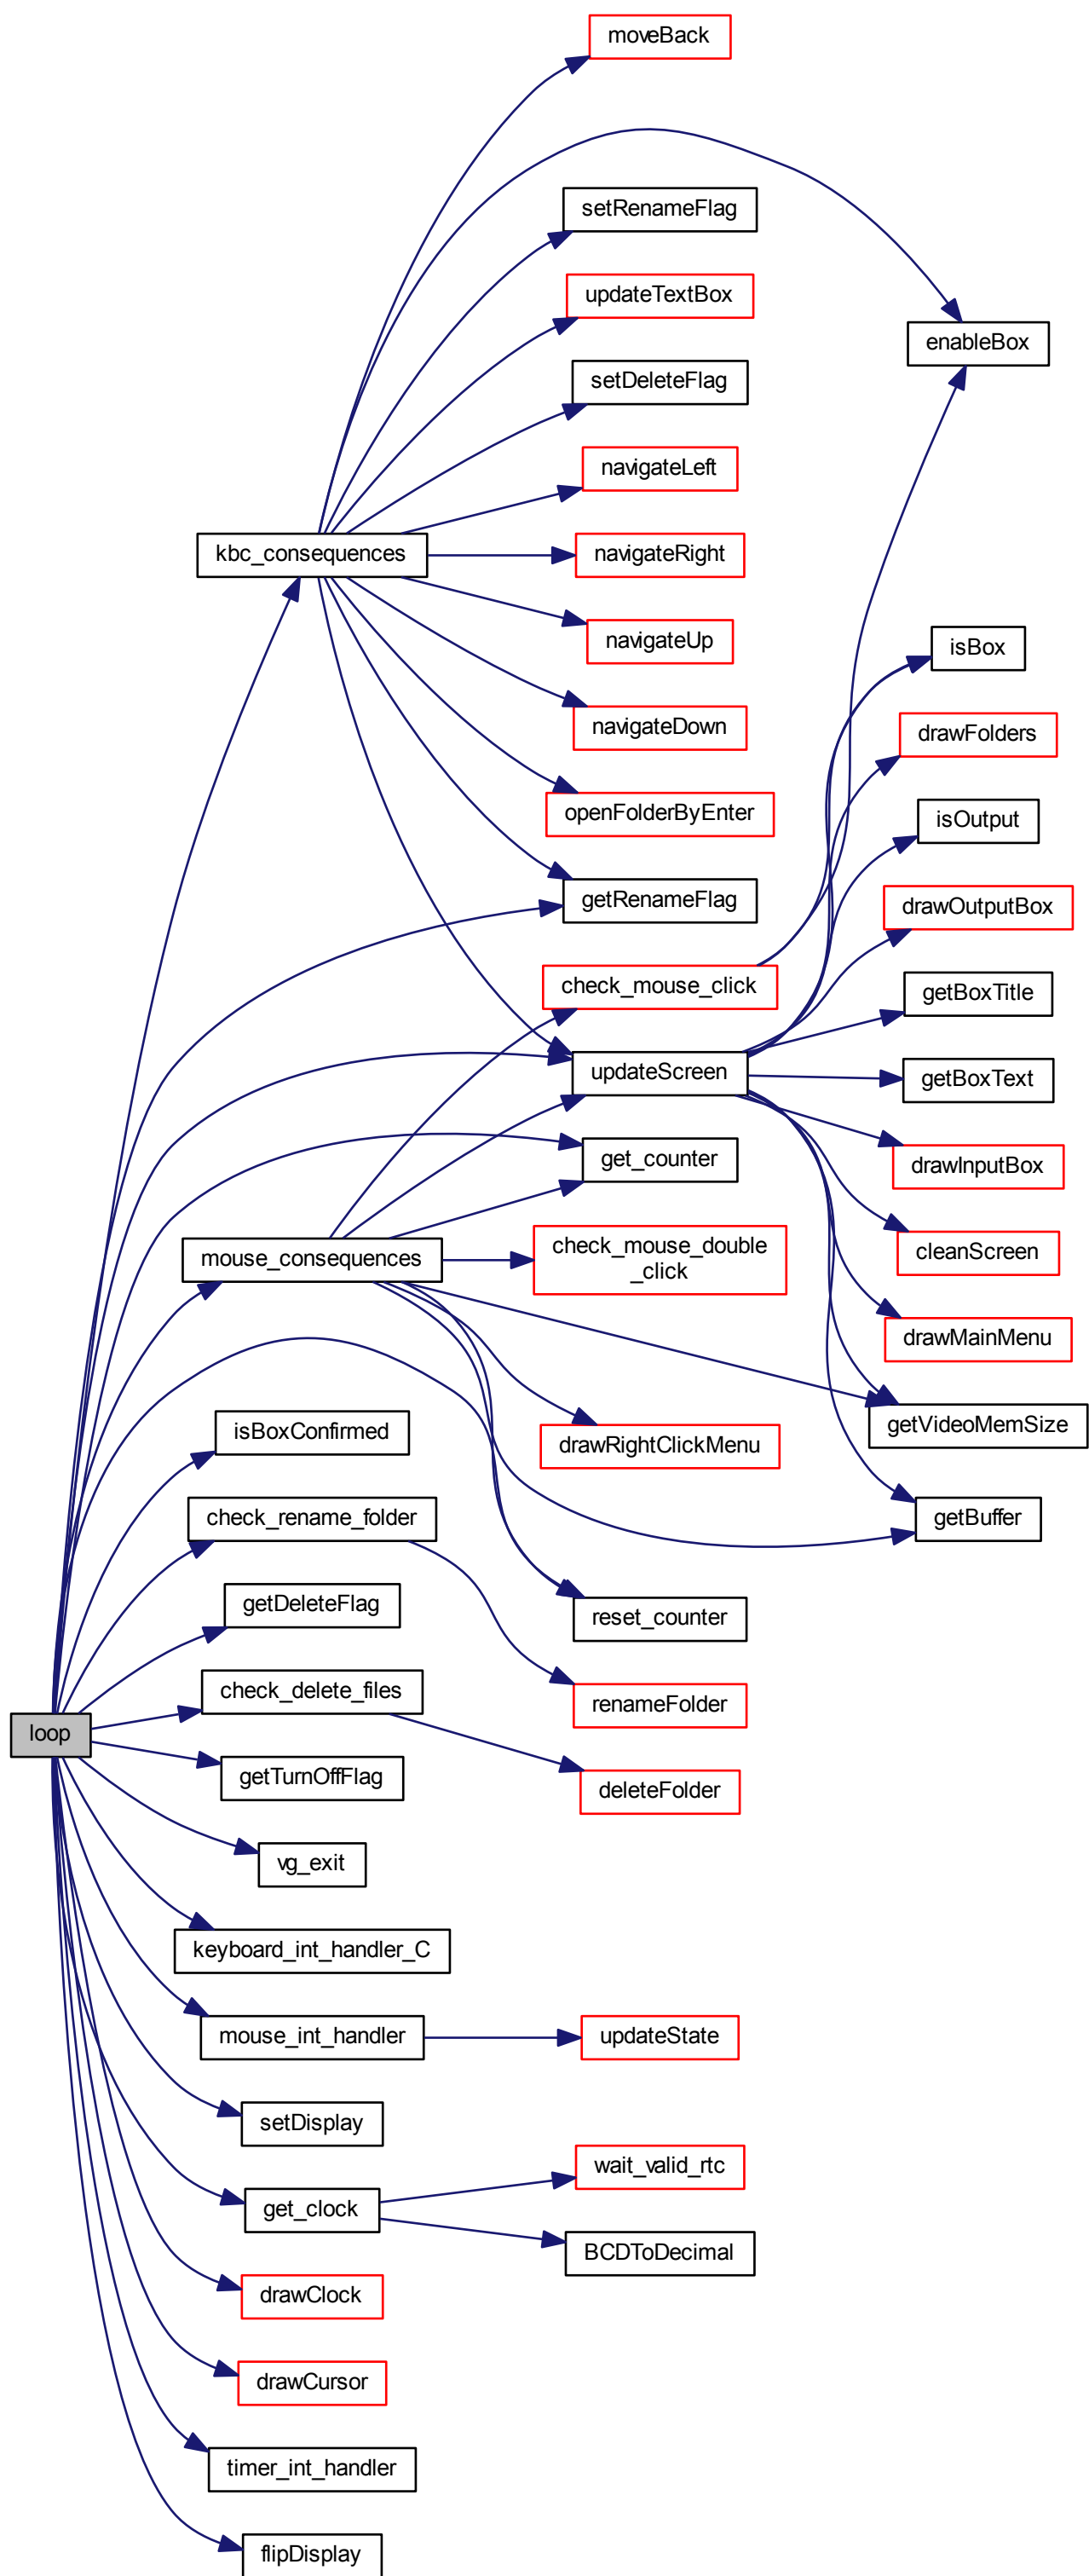 moveBack
setRenameFlag
updateTextBox
enableBox
setDeleteFlag
navigateLeft
kbc_consequences
navigateRight
navigateUp
isBox
navigateDown
drawFolders
openFolderByEnter
isOutput
getRenameFlag
drawOutputBox
check_mouse_click
getBoxTitle
updateScreen
getBoxText
get_counter
drawInputBox
mouse_consequences
check_mouse_double
_click
cleanScreen
drawMainMenu
isBoxConfirmed
drawRightClickMenu
getVideoMemSize
check_rename_folder
getBuffer
getDeleteFlag
reset_counter
check_delete_files
renameFolder
loop
getTurnOffFlag
deleteFolder
vg_exit
keyboard_int_handler_C
mouse_int_handler
updateState
setDisplay
wait_valid_rtc
get_clock
BCDToDecimal
drawClock
drawCursor
timer_int_handler
flipDisplay